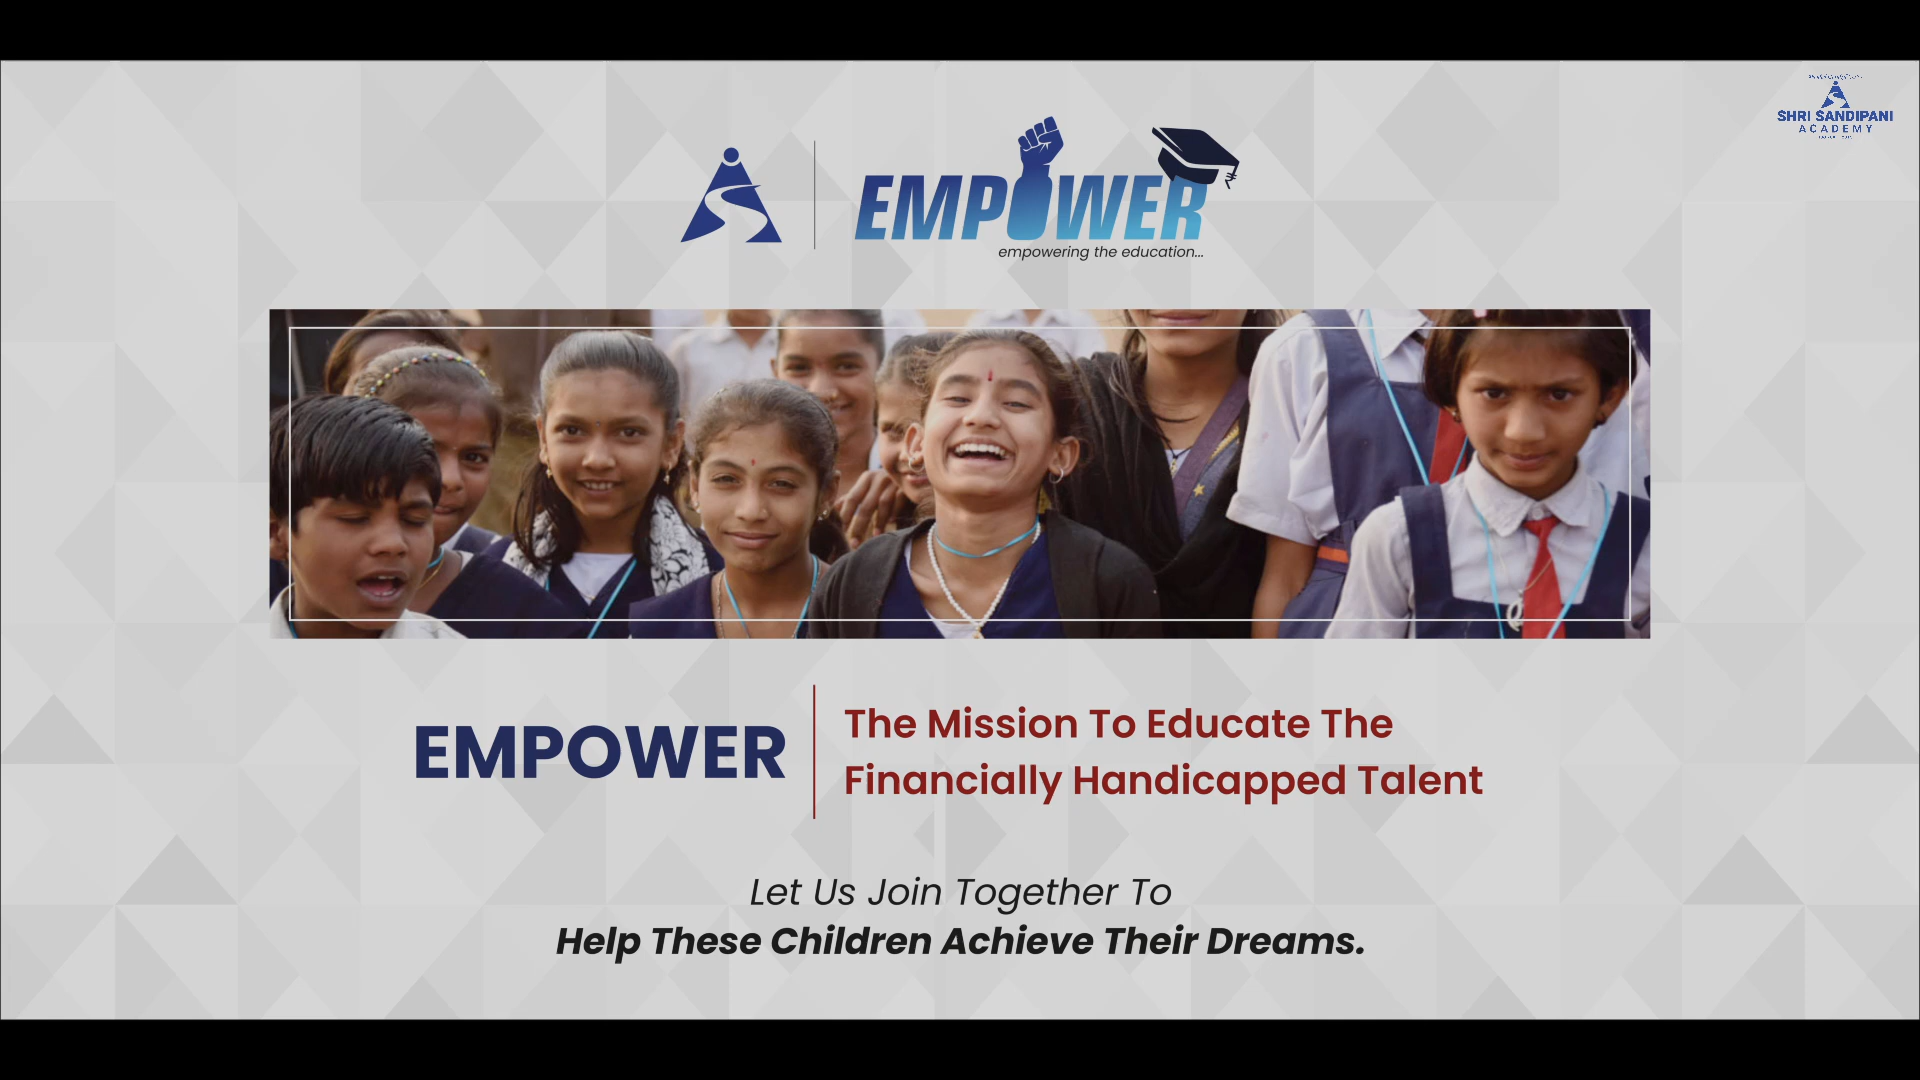 SHRI SANDIPANI
ACADEMY
EMPOWER
empowering the education...
EMPOWER
The Mission To Educate The
Financially Handicapped Talent
Let Us Join Together To
Help These Children Achieve Their Dreams.